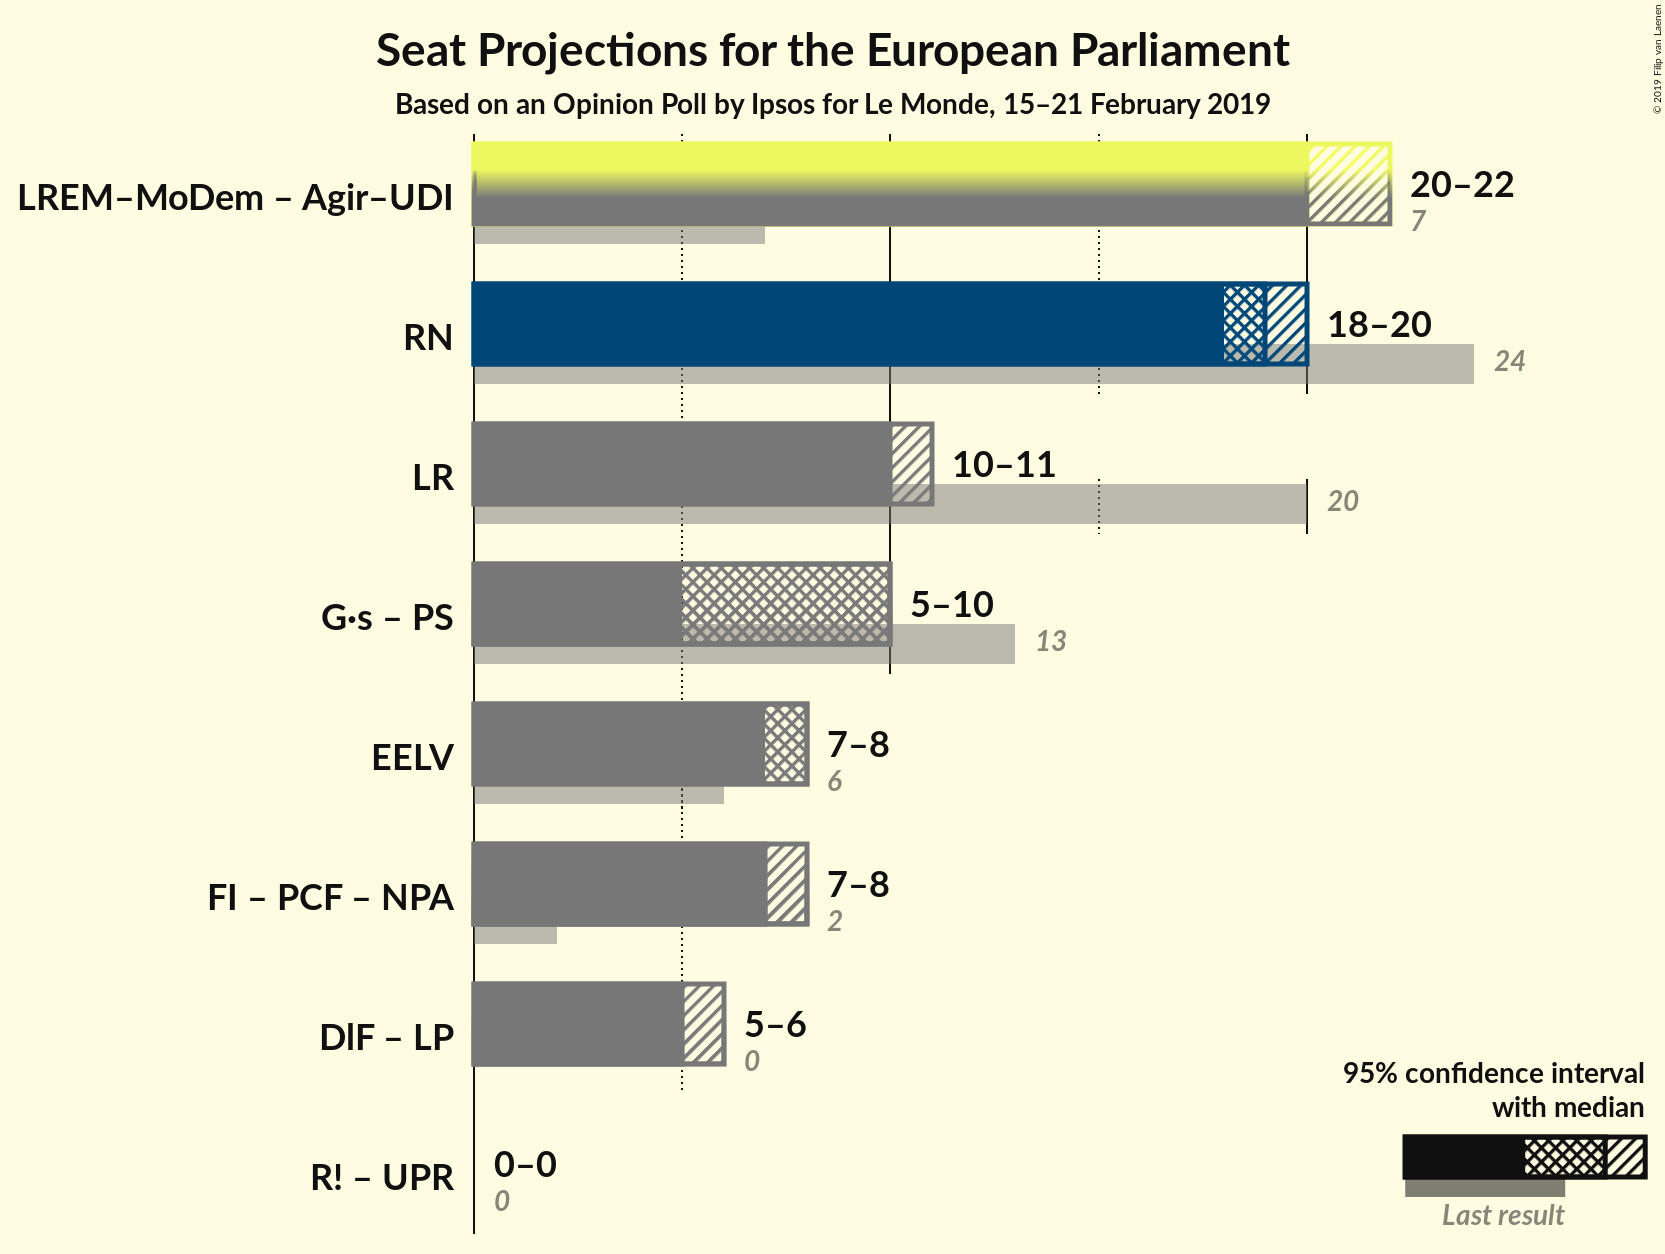 Seat Projections for the European Parliament
Based on an Opinion Poll by Ipsos for Le Monde, 15–21 February 2019
© 2019 Filip van Laenen
LREM–MoDem – Agir–UDI
20–22
7
RN
18–20
24
LR
10–11
20
G·s – PS
5–10
13
EELV
7–8
6
FI – PCF – NPA
7–8
2
DlF – LP
5–6
0
R! – UPR
0–0
0
95% confidence interval
with median
Last result